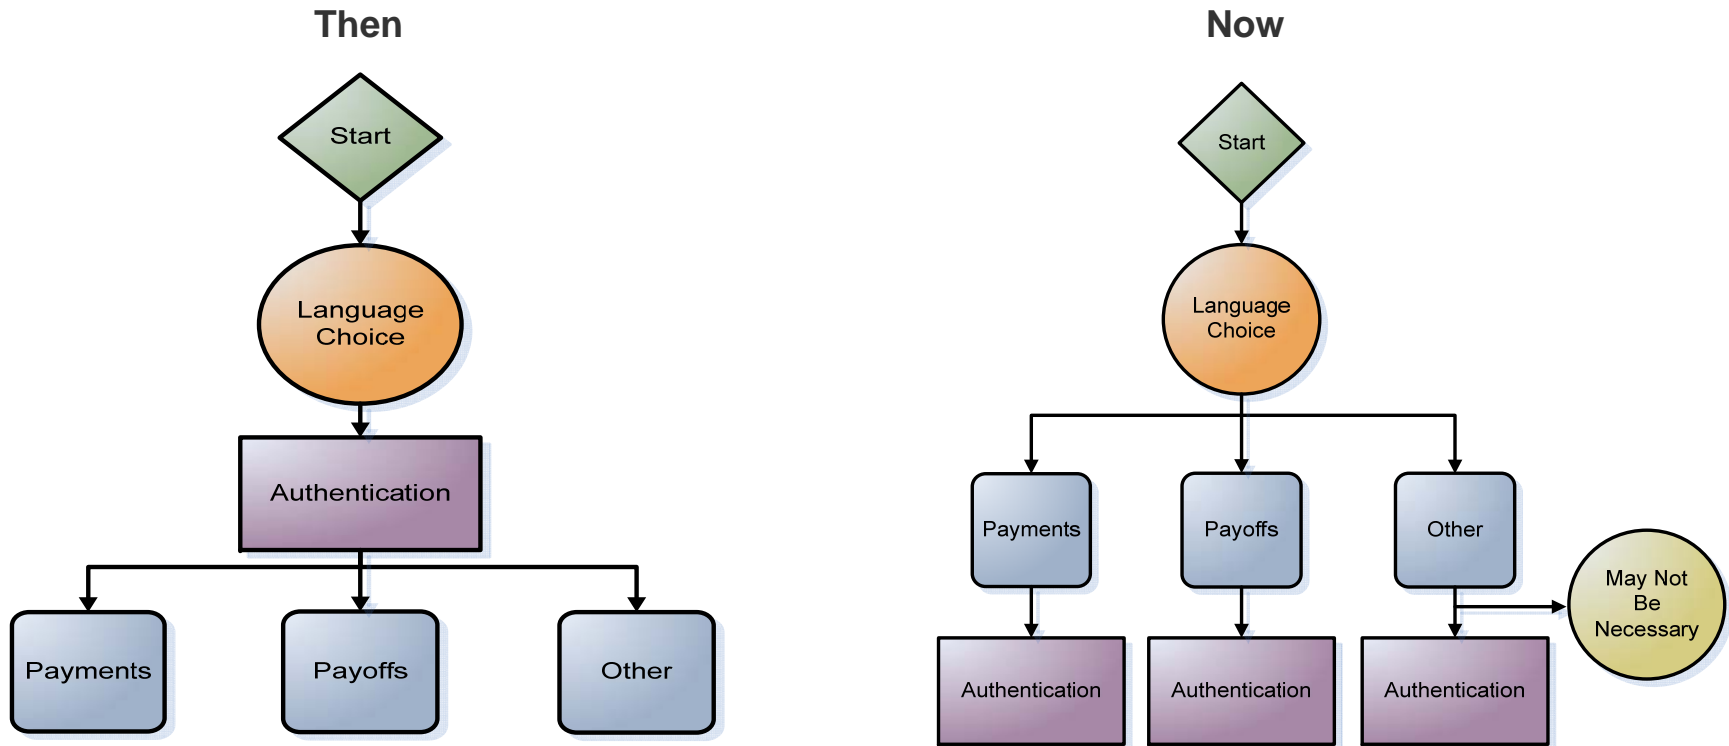 Then
Start
Language
Choice
Authentication
Payments
Payoffs
Other
Now
Start
Language
Choice
Payments
Payoffs
Other
May Not
Be
Necessary
Authentication
Authentication
Authentication